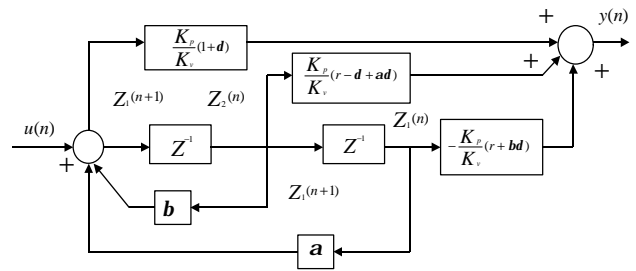 +
y(n)
K_p/K_v (1+d)
K_p/K_v (r-d+ad)
+
+
Z_1(n+1)
Z_2(n)
u(n)
Z_1(n)
+
Z^-1
Z^-1
-K_p/K_v (r+bd)
Z_1(n+1)
b
a